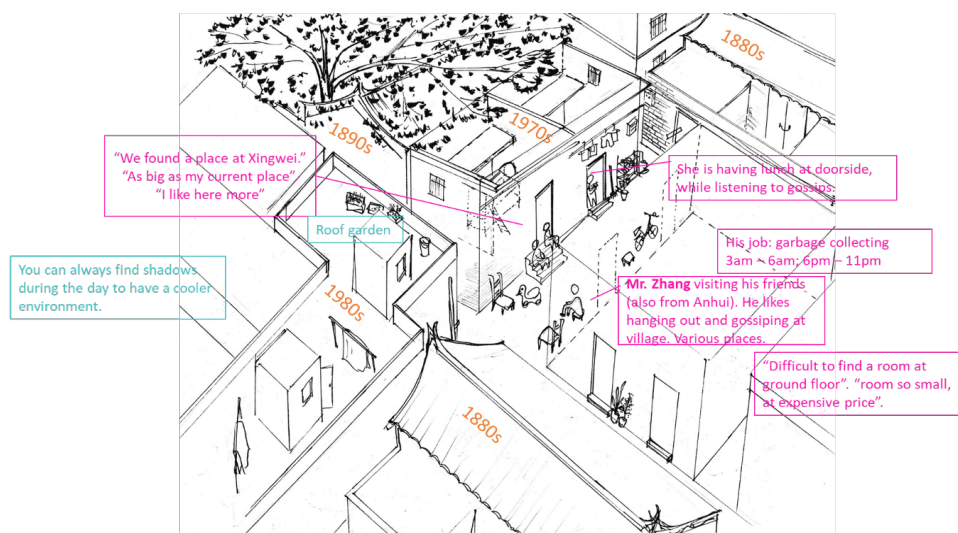 1880s
1890s
1970s
“We found a place at Xingwei.”
“As big as my current place”
“I like here more”
She is having lunch at doorside,
while listening to gossips.
Roof garden
His job: garbage collecting
3am – 6am; 6pm – 11pm
You can always find shadows
during the day to have a cooler
environment.
1980s
Mr. Zhang visiting his friends
(also from Anhui). He likes
hanging out and gossiping at
village. Various places.
“Difficult to find a room at
ground floor”. “room so small,
at expensive price”.
1880s